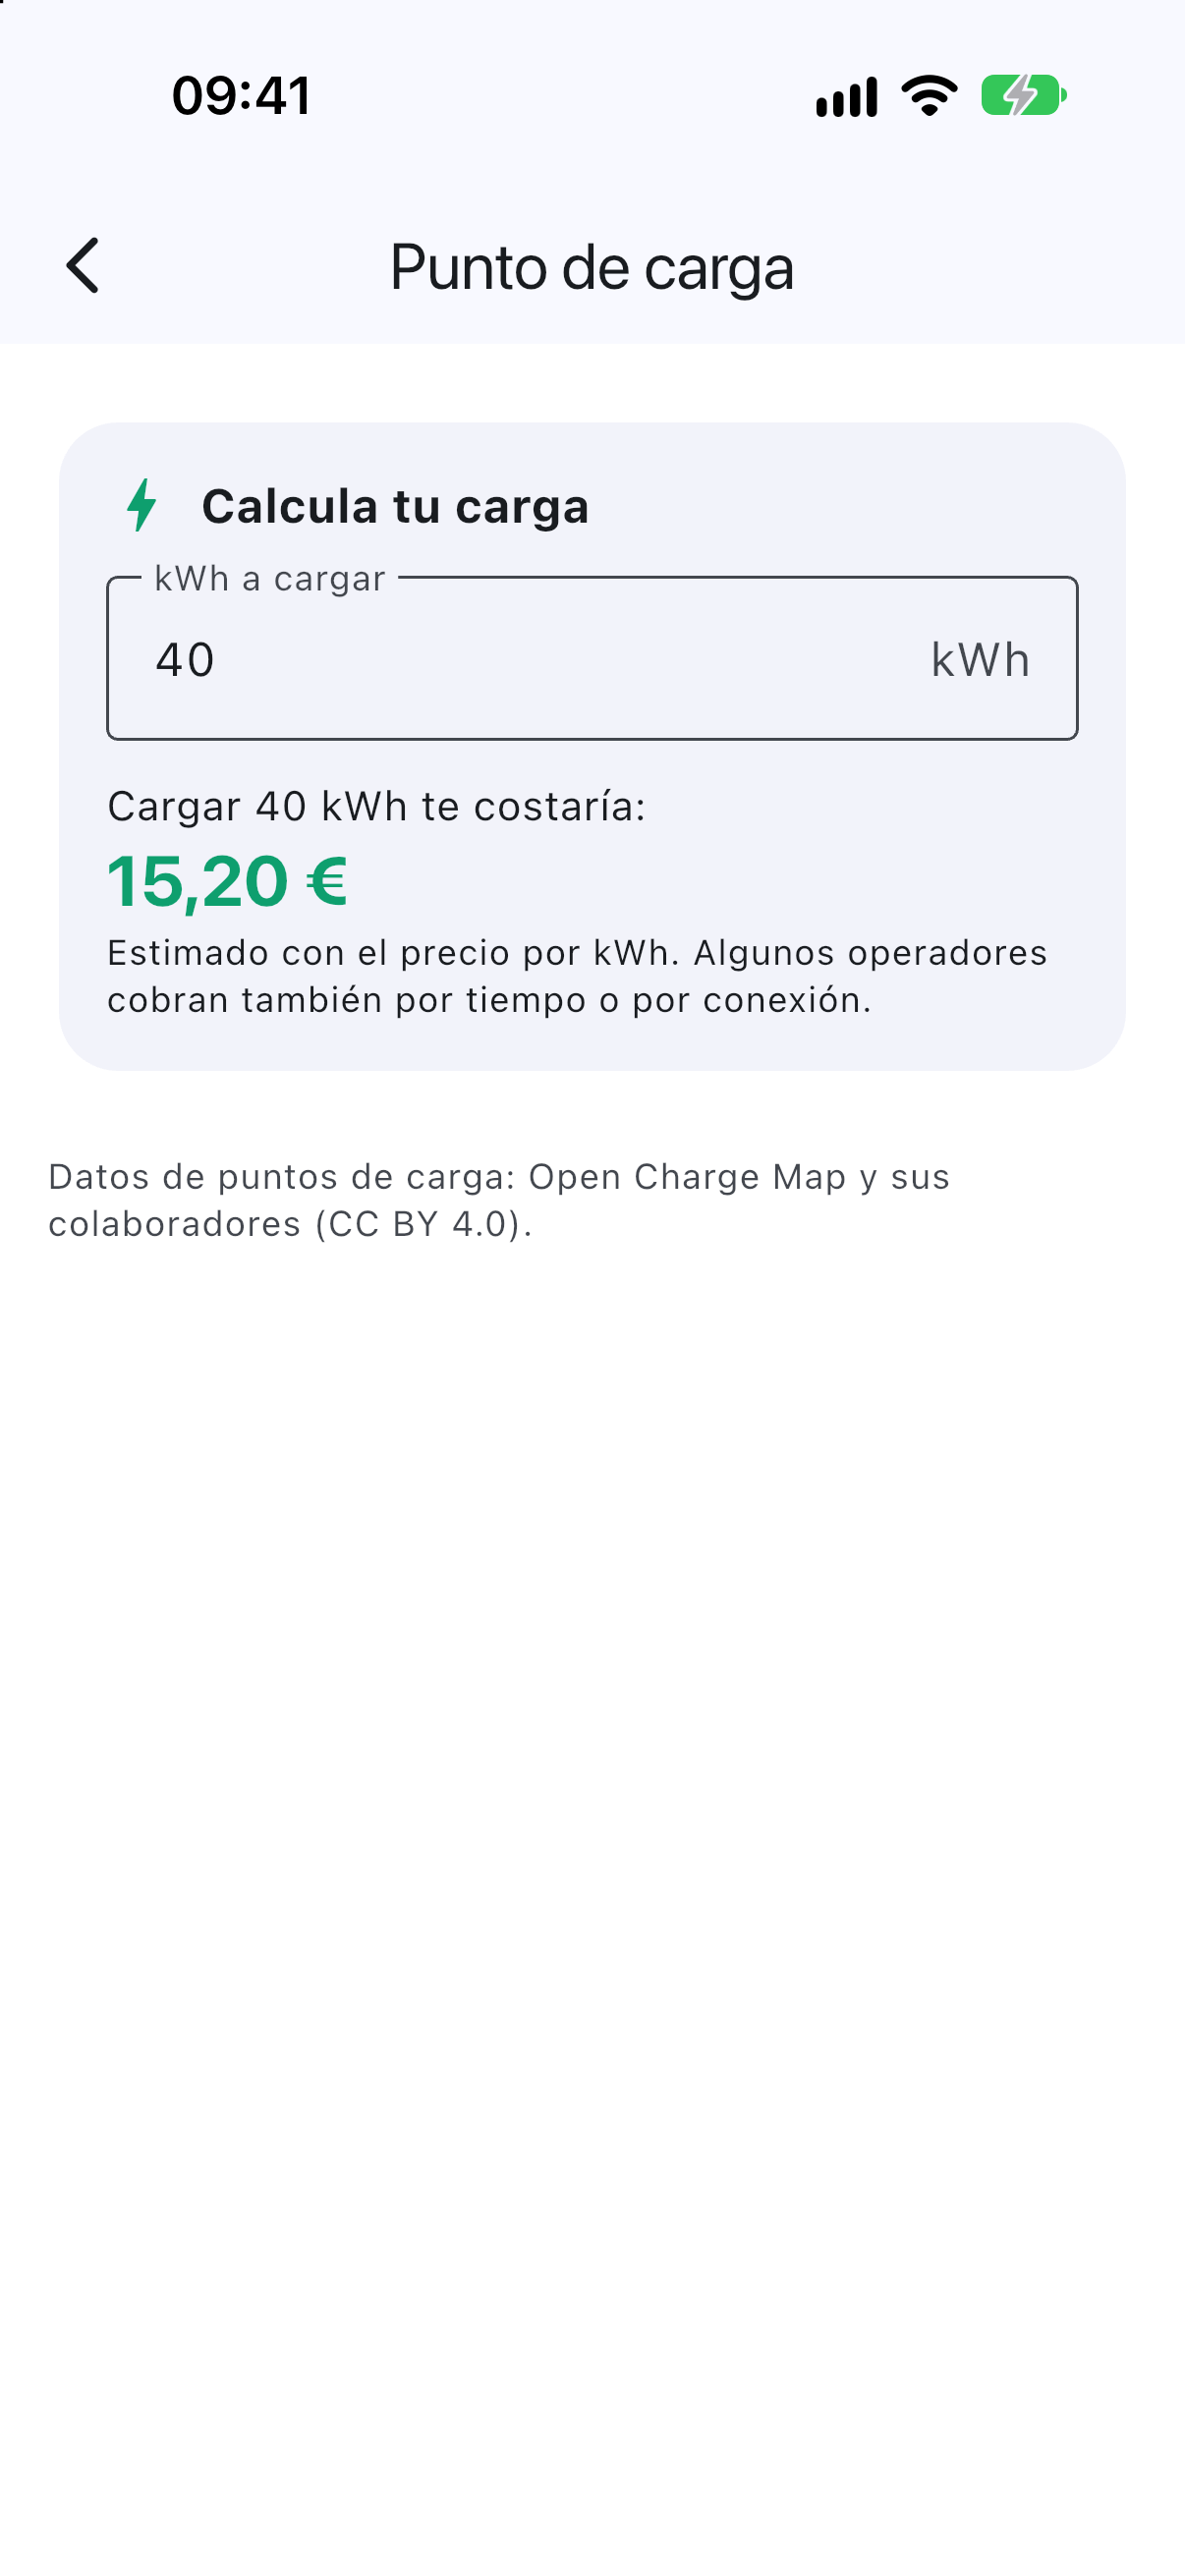 09:41
Punto de carga
Calcula tu carga
kWh a cargar
40 kWh
Cargar 40 kWh te costaría:
15,20 €
Estimado con el precio por kWh. Algunos operadores
cobran también por tiempo o por conexión.
Datos de puntos de carga: Open Charge Map y sus
colaboradores (CC BY 4.0).